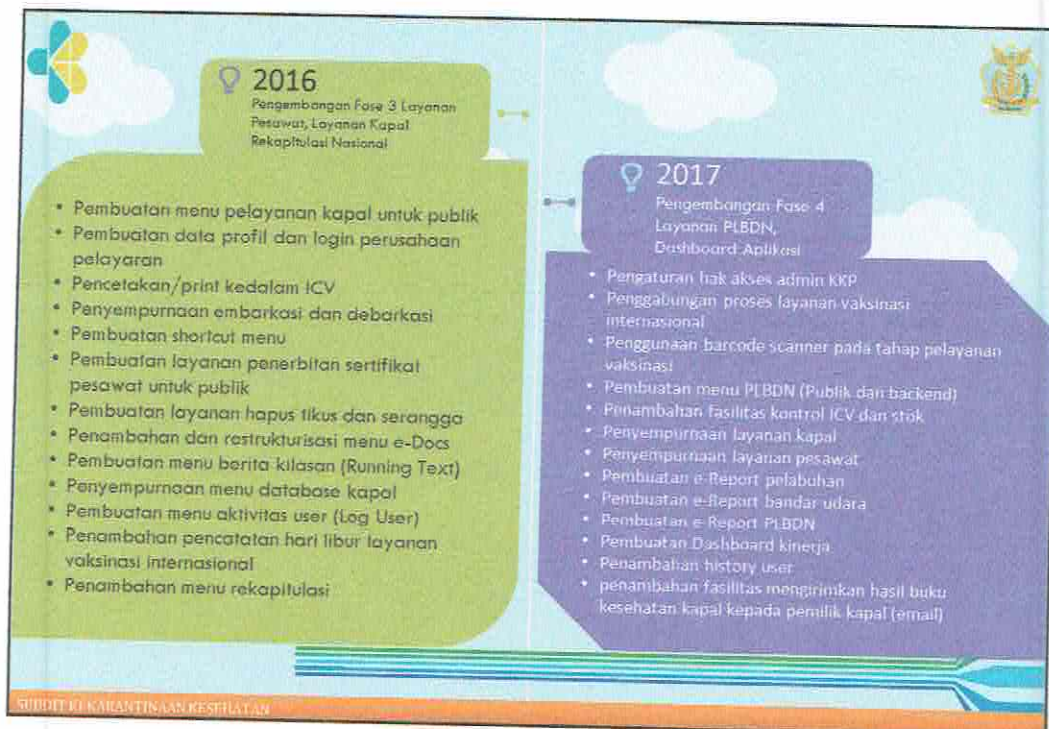 2016
Pengembangan Fase 3 Layanan
Pesawat, Layanan Kapal
Rekapitulasi Nasional
• Pembuatan menu pelayanan kapal untuk publik
• Pembuatan data profil dan login perusahaan
pelayaran
• Pencetakan/print kedalam ICV
• Penyempurnaan embarkasi dan debarkasi
• Pembuatan shortcut menu
• Pembuatan layanan penerbitan sertifikat
pesawat untuk publik
• Pembuatan layanan hapus tikus dan serangga
• Penambahan dan restrukturisasi menu e-Docs
• Pembuatan menu berita kilasan (Running Text)
• Penyempurnaan menu database kapal
• Pembuatan menu aktivitas user (Log User)
• Penambahan pencatatan hari libur layanan
vaksinasi internasional
• Penambahan menu rekapitulasi
2017
Pengembangan Fase 4
Layanan PLBDN,
Dashboard Aplikasi
• Pengaturan hak akses admin KKP
• Penggabungan proses layanan vaksinasi
internasional
• Penggunaan barcode scanner pada tahap pelayanan
vaksinasi
• Pembuatan menu PLBDN (Publik dan backend)
• Penambahan fasilitas kontrol ICV dan stok
• Penyempurnaan layanan kapal
• Penyempurnaan layanan pesawat
• Pembuatan e-Report pelabuhan
• Pembuatan e-Report bandar udara
• Pembuatan e-Report PLBDN
• Pembuatan Dashboard kinerja
• Penambahan history user
• penambahan fasilitas mengirimkan hasil buku
kesehatan kapal kepada pemilik kapal (email)
SUBDIT KEKARANTINAAN KESEHATAN